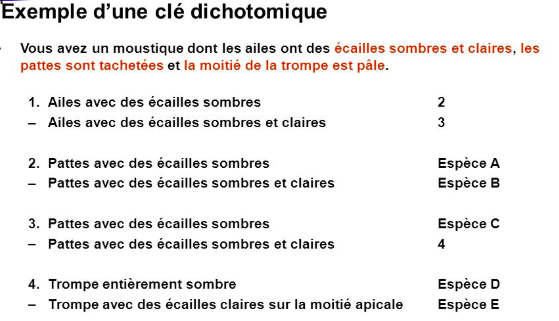 Exemple d’une clé dichotomique
Vous avez un moustique dont les ailes ont des écailles sombres et claires, les
pattes sont tachetées et la moitié de la trompe est pâle.
1. Ailes avec des écailles sombres 2
– Ailes avec des écailles sombres et claires 3
2. Pattes avec des écailles sombres Espèce A
– Pattes avec des écailles sombres et claires Espèce B
3. Pattes avec des écailles sombres Espèce C
– Pattes avec des écailles sombres et claires 4
4. Trompe entièrement sombre Espèce D
– Trompe avec des écailles claires sur la moitié apicale Espèce E